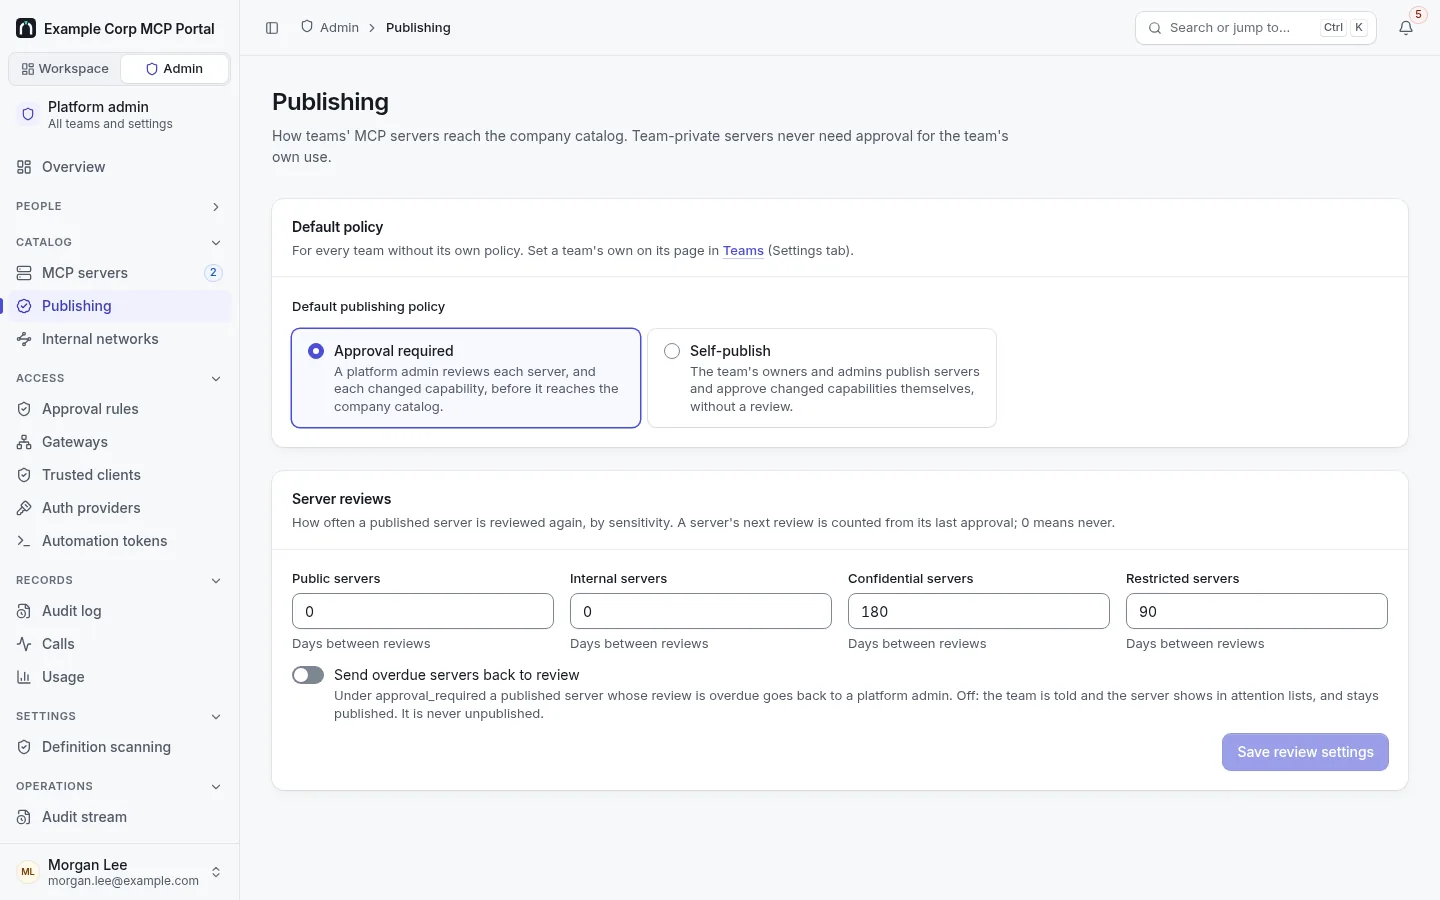 Example Corp MCP Portal
Workspace
Admin
Platform admin
All teams and settings
Overview
PEOPLE
CATALOG
MCP servers
2
Publishing
Internal networks
ACCESS
Approval rules
Gateways
Trusted clients
Auth providers
Automation tokens
RECORDS
Audit log
Calls
Usage
SETTINGS
Definition scanning
OPERATIONS
Audit stream
ML
Morgan Lee
morgan.lee@example.com
Admin
Publishing
Search or jump to...
Ctrl K
5
Publishing
How teams' MCP servers reach the company catalog. Team-private servers never need approval for the team's
own use.
Default policy
For every team without its own policy. Set a team's own on its page in Teams (Settings tab).
Default publishing policy
Approval required
A platform admin reviews each server, and
each changed capability, before it reaches the
company catalog.
Self-publish
The team's owners and admins publish servers
and approve changed capabilities themselves,
without a review.
Server reviews
How often a published server is reviewed again, by sensitivity. A server's next review is counted from its last approval; 0 means never.
Public servers
0
Days between reviews
Internal servers
0
Days between reviews
Confidential servers
180
Days between reviews
Restricted servers
90
Days between reviews
Send overdue servers back to review
Under approval_required a published server whose review is overdue goes back to a platform admin. Off: the team is told and the server shows in attention lists, and stays
published. It is never unpublished.
Save review settings